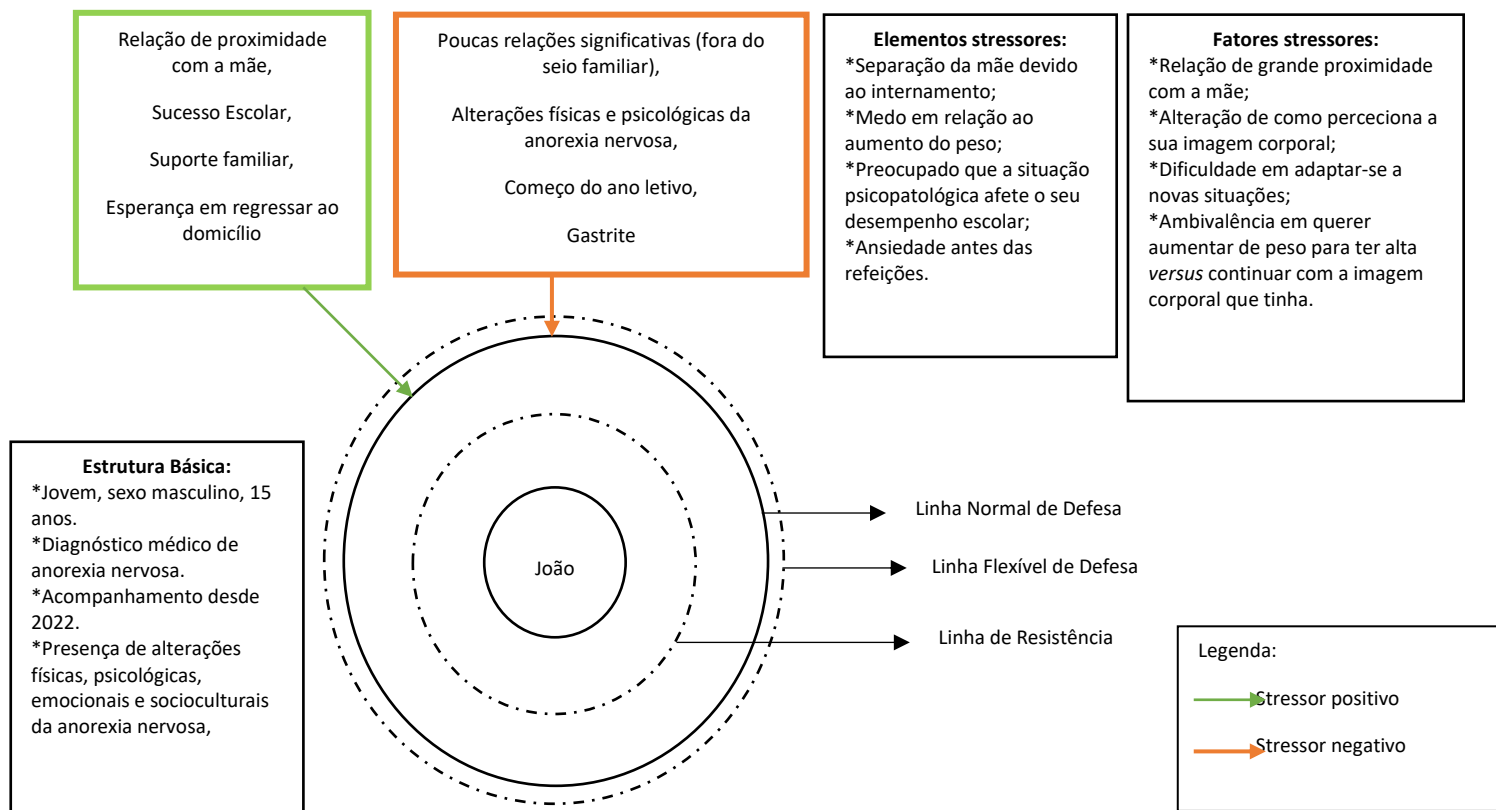 Relação de proximidade
com a mãe,
Sucesso Escolar,
Suporte familiar,
Esperança em regressar ao
domicílio
Poucas relações significativas (fora do
seio familiar),
Alterações físicas e psicológicas da
anorexia nervosa,
Começo do ano letivo,
Gastrite
Elementos stressores:
*Separação da mãe devido
ao internamento;
*Medo em relação ao
aumento do peso;
*Preocupado que a situação
psicopatológica afete o seu
desempenho escolar;
*Ansiedade antes das
refeições.
Fatores stressores:
*Relação de grande proximidade
com a mãe;
*Alteração de como perceciona a
sua imagem corporal;
*Dificuldade em adaptar-se a
novas situações;
*Ambivalência em querer
aumentar de peso para ter alta
versus continuar com a imagem
corporal que tinha.
Estrutura Básica:
*Jovem, sexo masculino, 15
anos.
*Diagnóstico médico de
anorexia nervosa.
*Acompanhamento desde
2022.
*Presença de alterações
físicas, psicológicas,
emocionais e socioculturais
da anorexia nervosa,
João
Linha Normal de Defesa
Linha Flexível de Defesa
Linha de Resistência
Legenda:
Stressor positivo
Stressor negativo